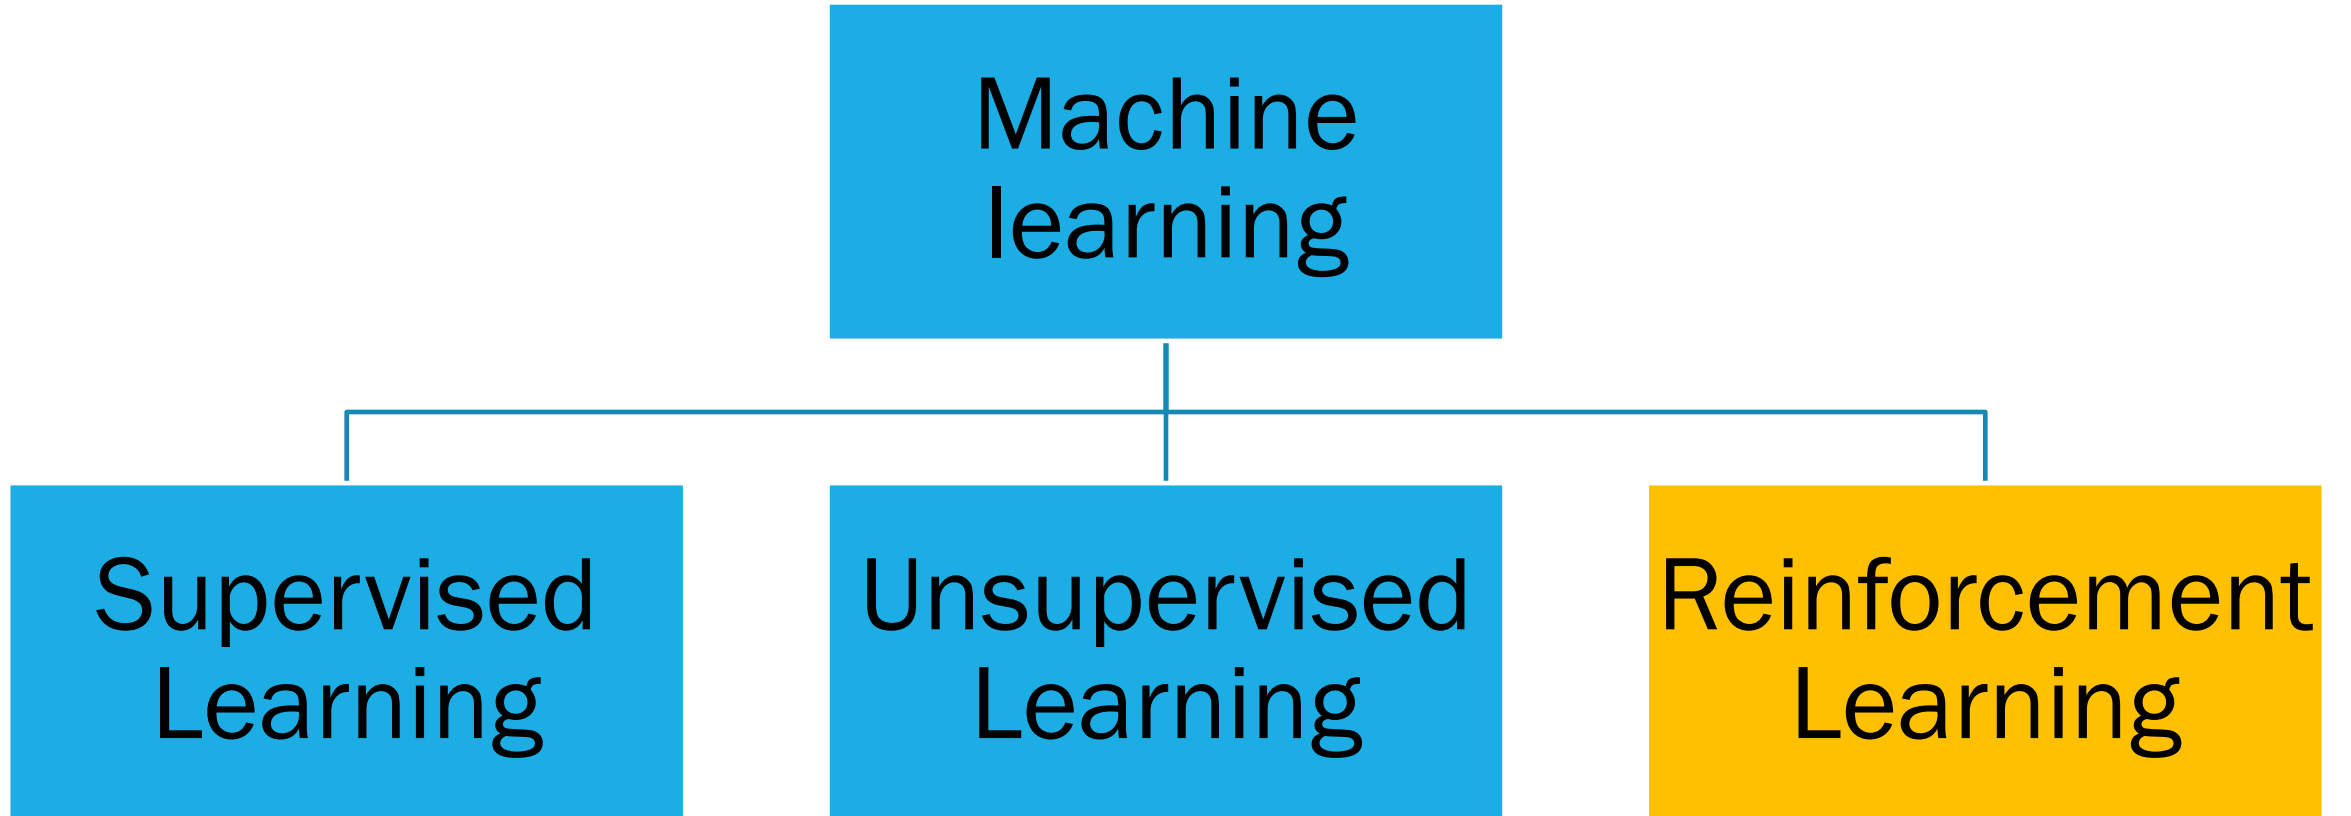 Machine
learning
Supervised
Learning
Unsupervised
Learning
Reinforcement
Learning